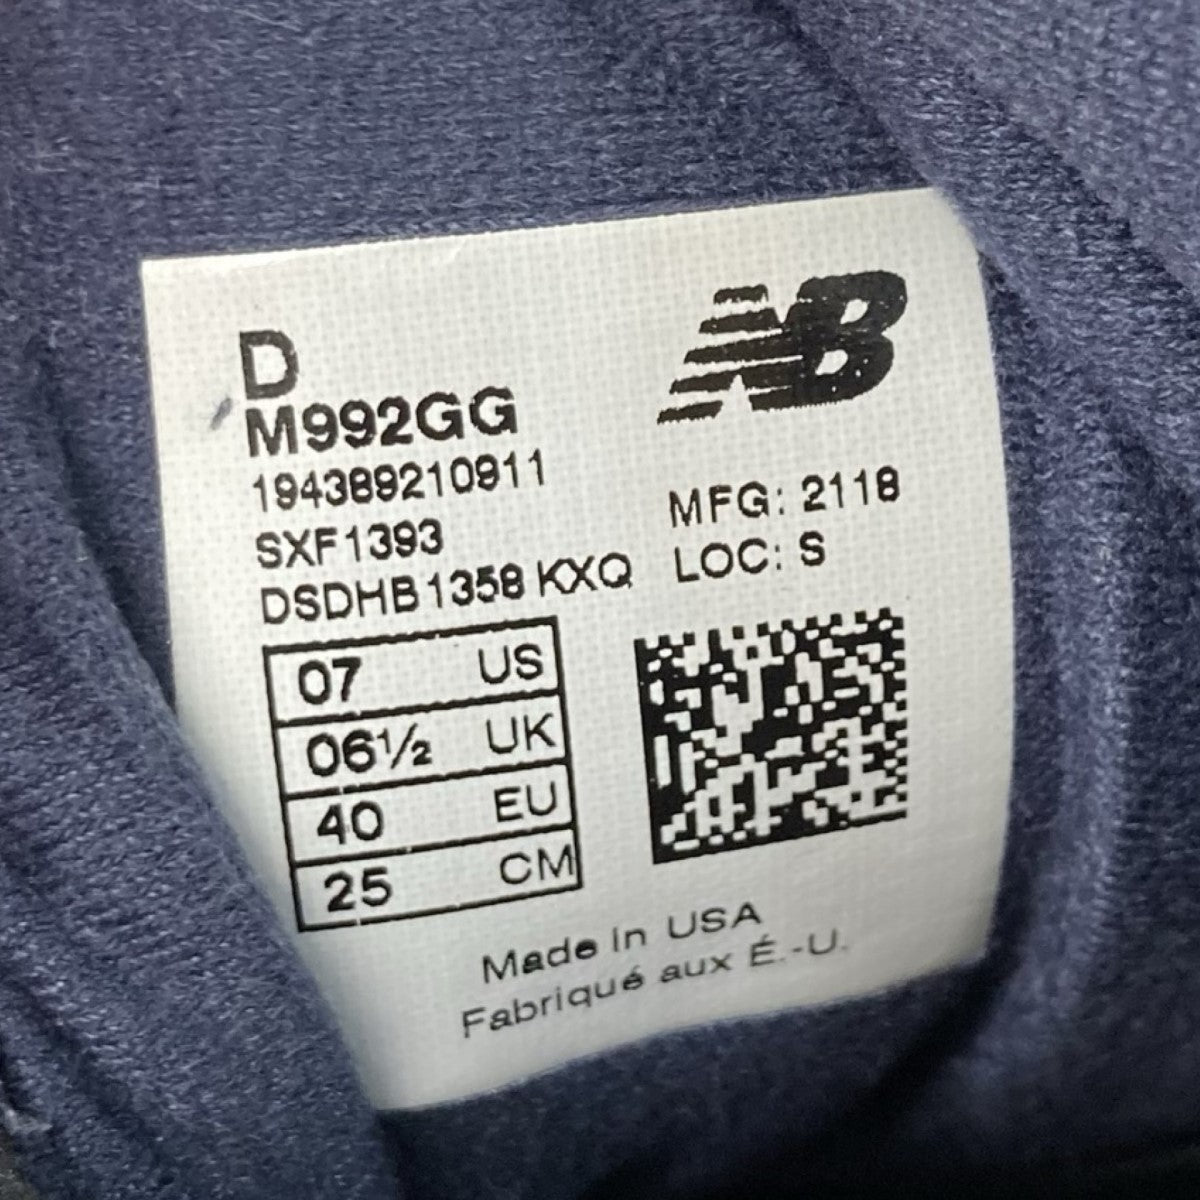 D
M992GG
NB
194389210911
SXF1393
DSDHB1358 KXQ
MFG: 2118
LOC: S
07 US
06½ UK
40 EU
25 CM
Made in USA
Fabriqué aux É.-U.